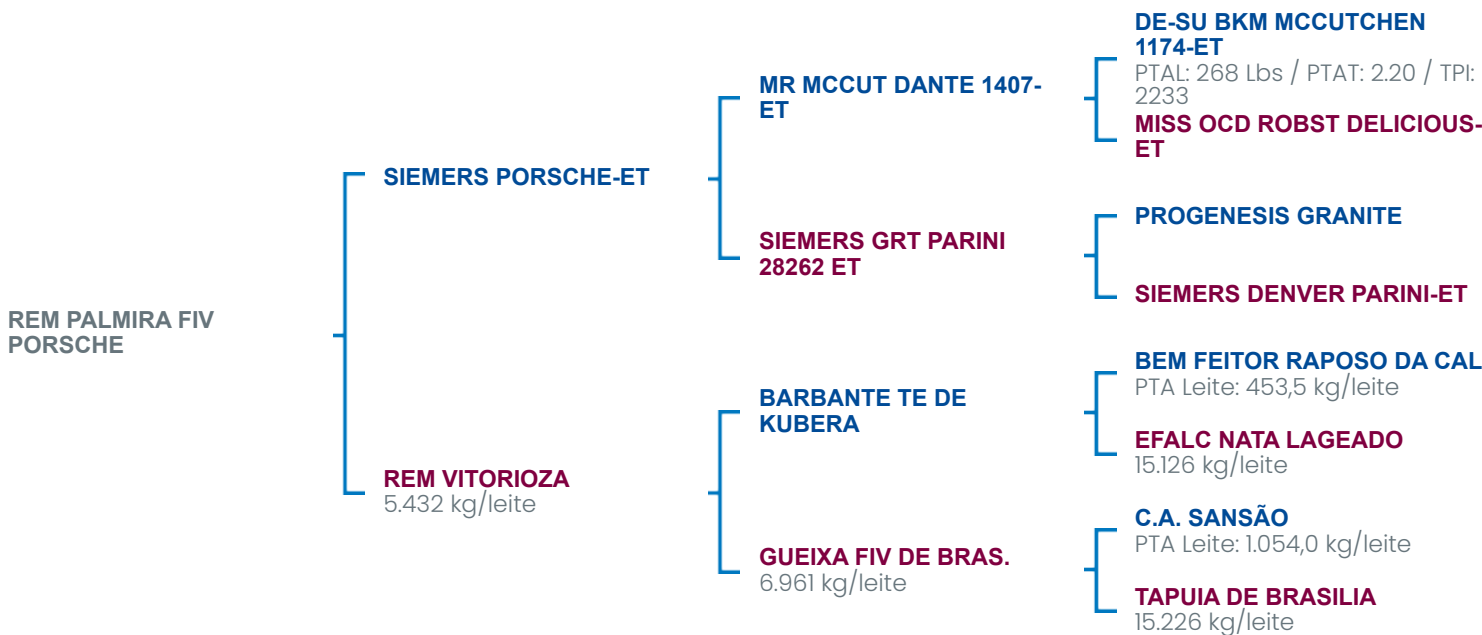 REM PALMIRA FIV
PORSCHE
SIEMERS PORSCHE-ET
REM VITORIOZA
5.432 kg/leite
MR MCCUT DANTE 1407-
ET
SIEMERS GRT PARINI
28262 ET
BARBANTE TE DE
KUBERA
GUEIXA FIV DE BRAS.
6.961 kg/leite
DE-SU BKM MCCUTCHEN
1174-ET
PTAL: 268 Lbs / PTAT: 2.20 / TPI:
2233
MISS OCD ROBST DELICIOUS-
ET
PROGENESIS GRANITE
SIEMERS DENVER PARINI-ET
BEM FEITOR RAPOSO DA CAL
PTA Leite: 453,5 kg/leite
EFALC NATA LAGEADO
15.126 kg/leite
C.A. SANSÃO
PTA Leite: 1.054,0 kg/leite
TAPUIA DE BRASILIA
15.226 kg/leite